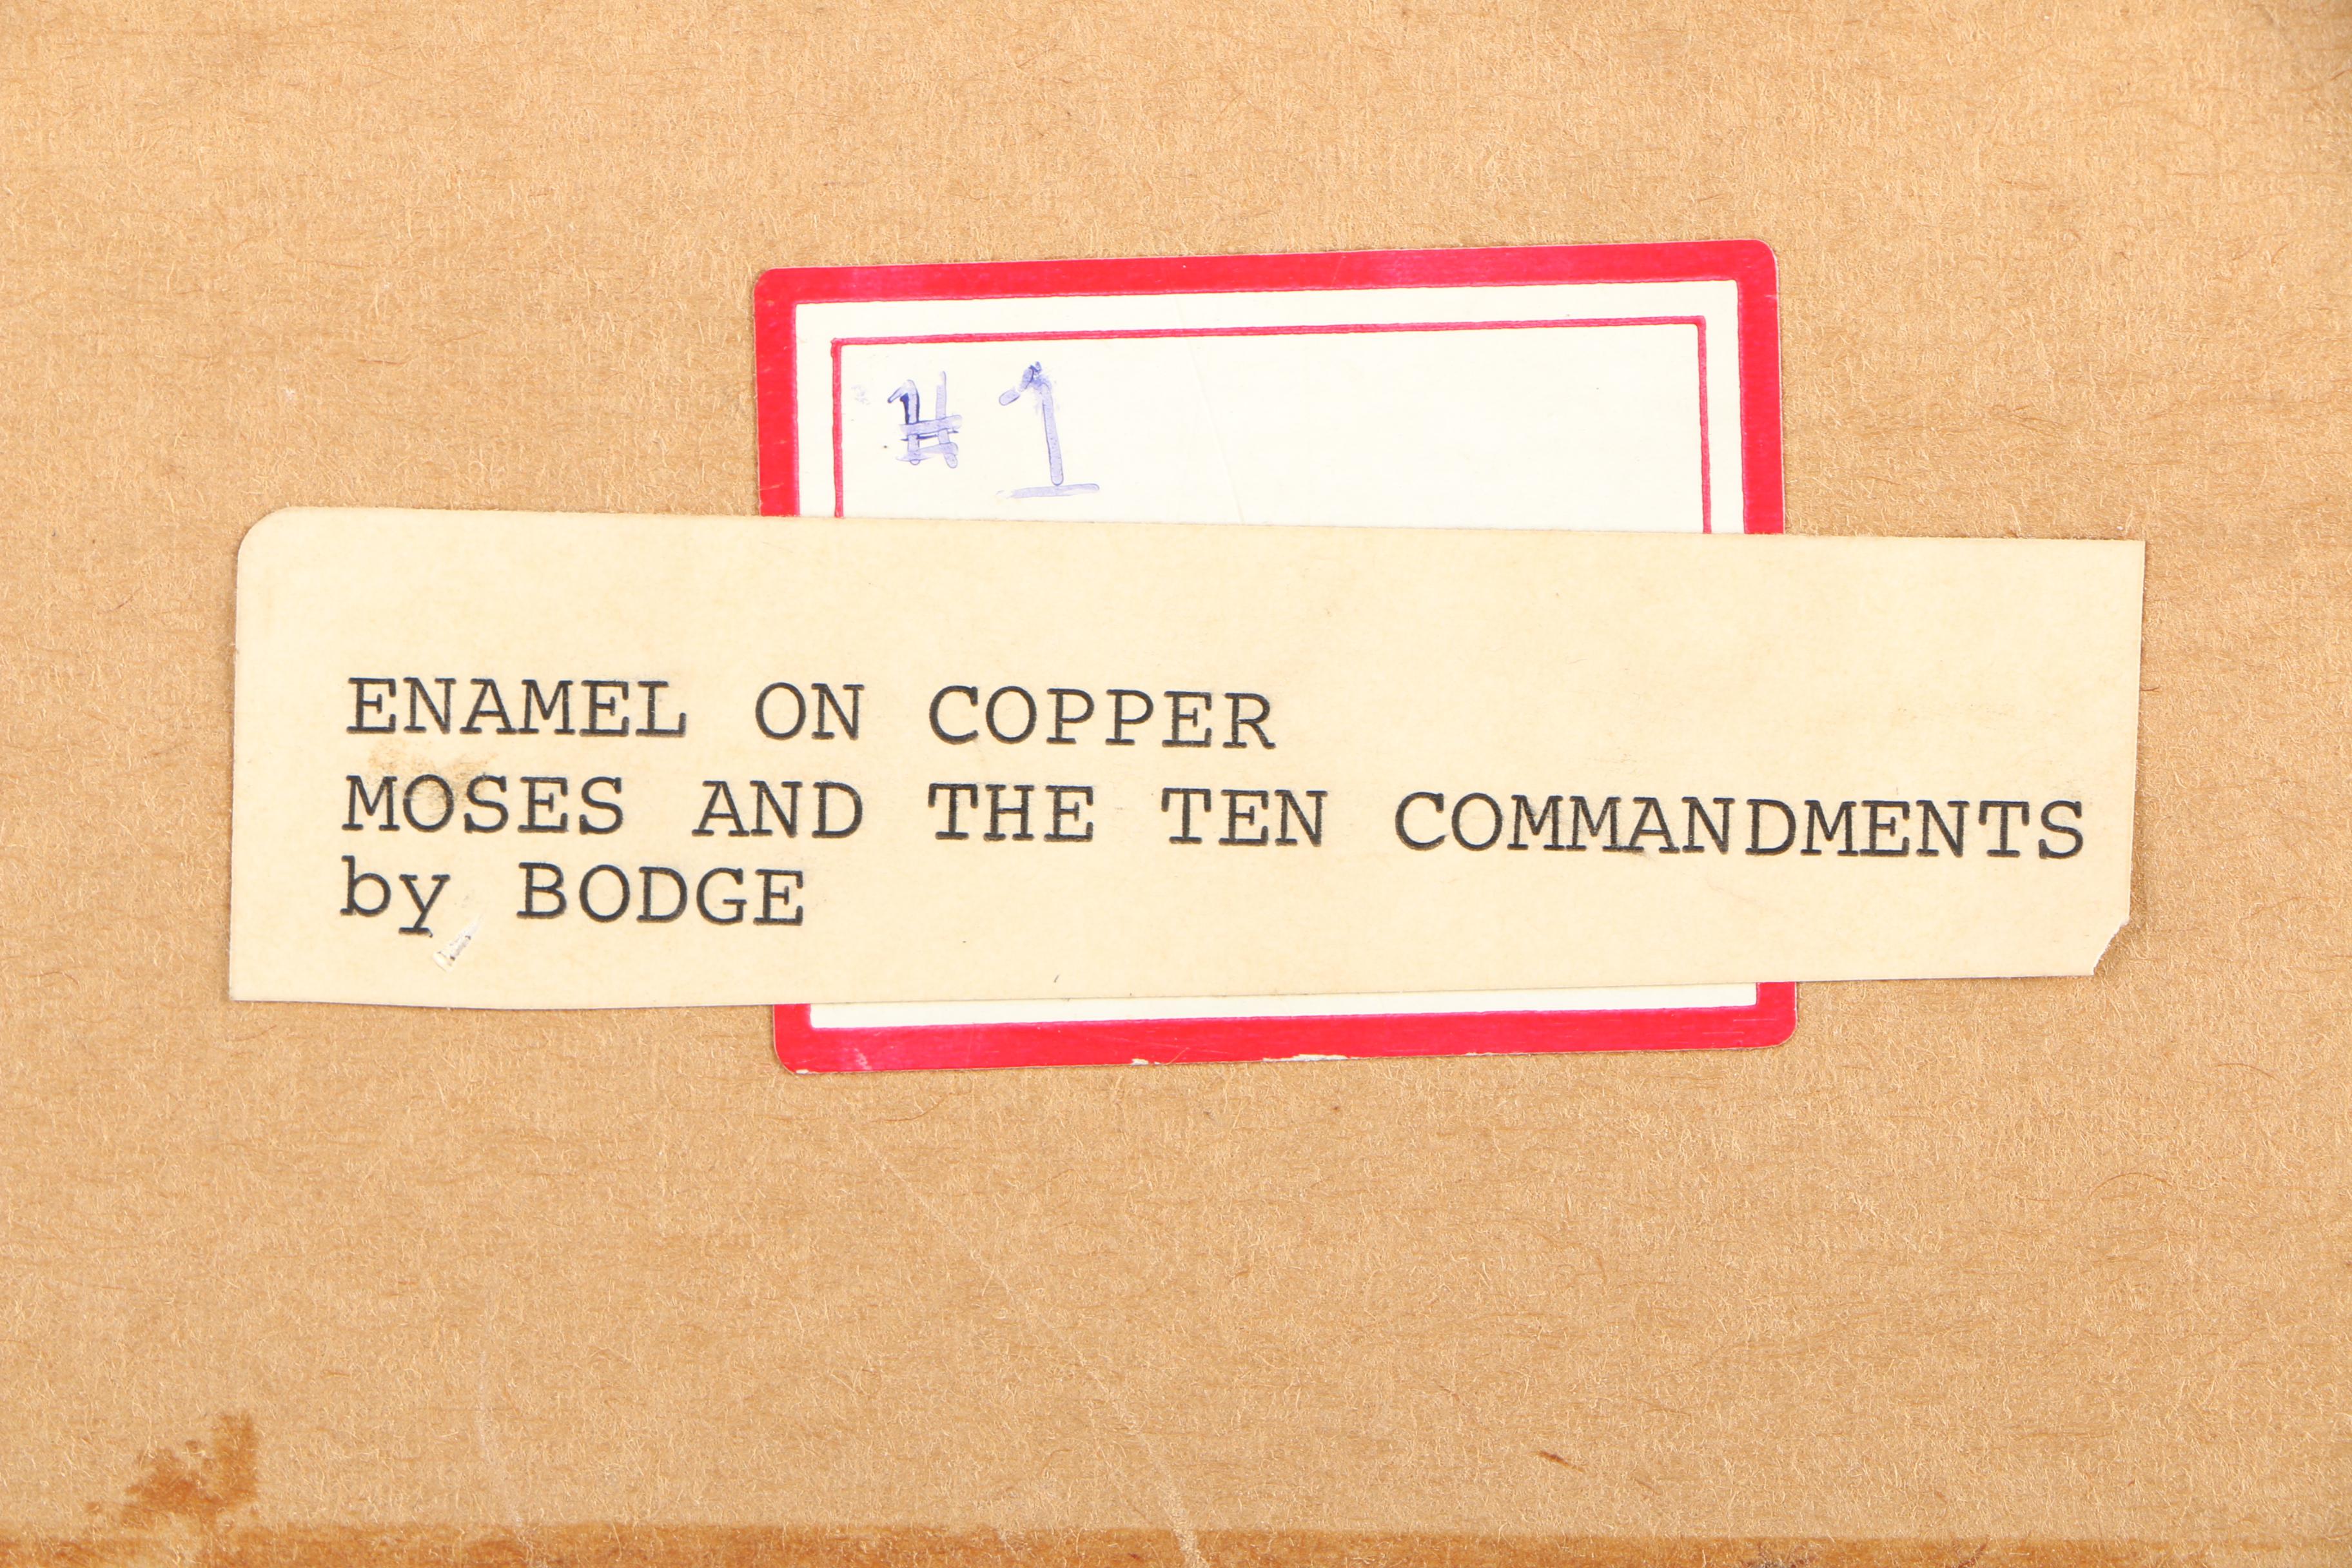 # 1
ENAMEL ON COPPER
MOSES AND THE TEN COMMANDMENTS
by BODGE